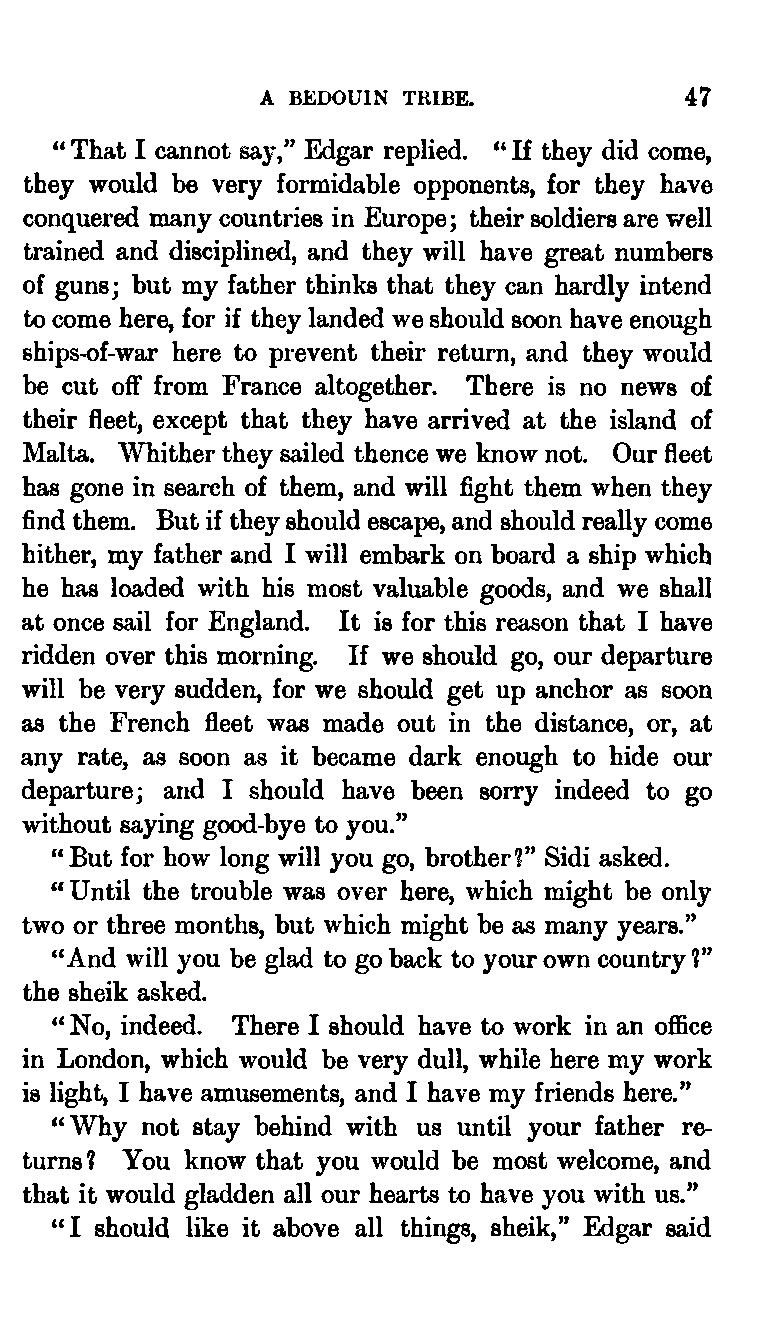 A BEDOUIN TRIBE. 47
“That I cannot say,” Edgar replied. “If they did come,
they would be very formidable opponents, for they have
conquered many countries in Europe; their soldiers are well
trained and disciplined, and they will have great numbers
of guns; but my father thinks that they can hardly intend
to come here, for if they landed we should soon have enough
ships-of-war here to prevent their return, and they would
be cut off from France altogether. There is no news of
their fleet, except that they have arrived at the island of
Malta. Whither they sailed thence we know not. Our fleet
has gone in search of them, and will fight them when they
find them. But if they should escape, and should really come
hither, my father and I will embark on board a ship which
he has loaded with his most valuable goods, and we shall
at once sail for England. It is for this reason that I have
ridden over this morning. If we should go, our departure
will be very sudden, for we should get up anchor as soon
as the French fleet was made out in the distance, or, at
any rate, as soon as it became dark enough to hide our
departure; and I should have been sorry indeed to go
without saying good-bye to you.”
“But for how long will you go, brother?” Sidi asked.
“Until the trouble was over here, which might be only
two or three months, but which might be as many years.”
“And will you be glad to go back to your own country?”
the sheik asked.
“No, indeed. There I should have to work in an office
in London, which would be very dull, while here my work
is light, I have amusements, and I have my friends here.”
“Why not stay behind with us until your father re-
turns? You know that you would be most welcome, and
that it would gladden all our hearts to have you with us.”
“I should like it above all things, sheik,” Edgar said